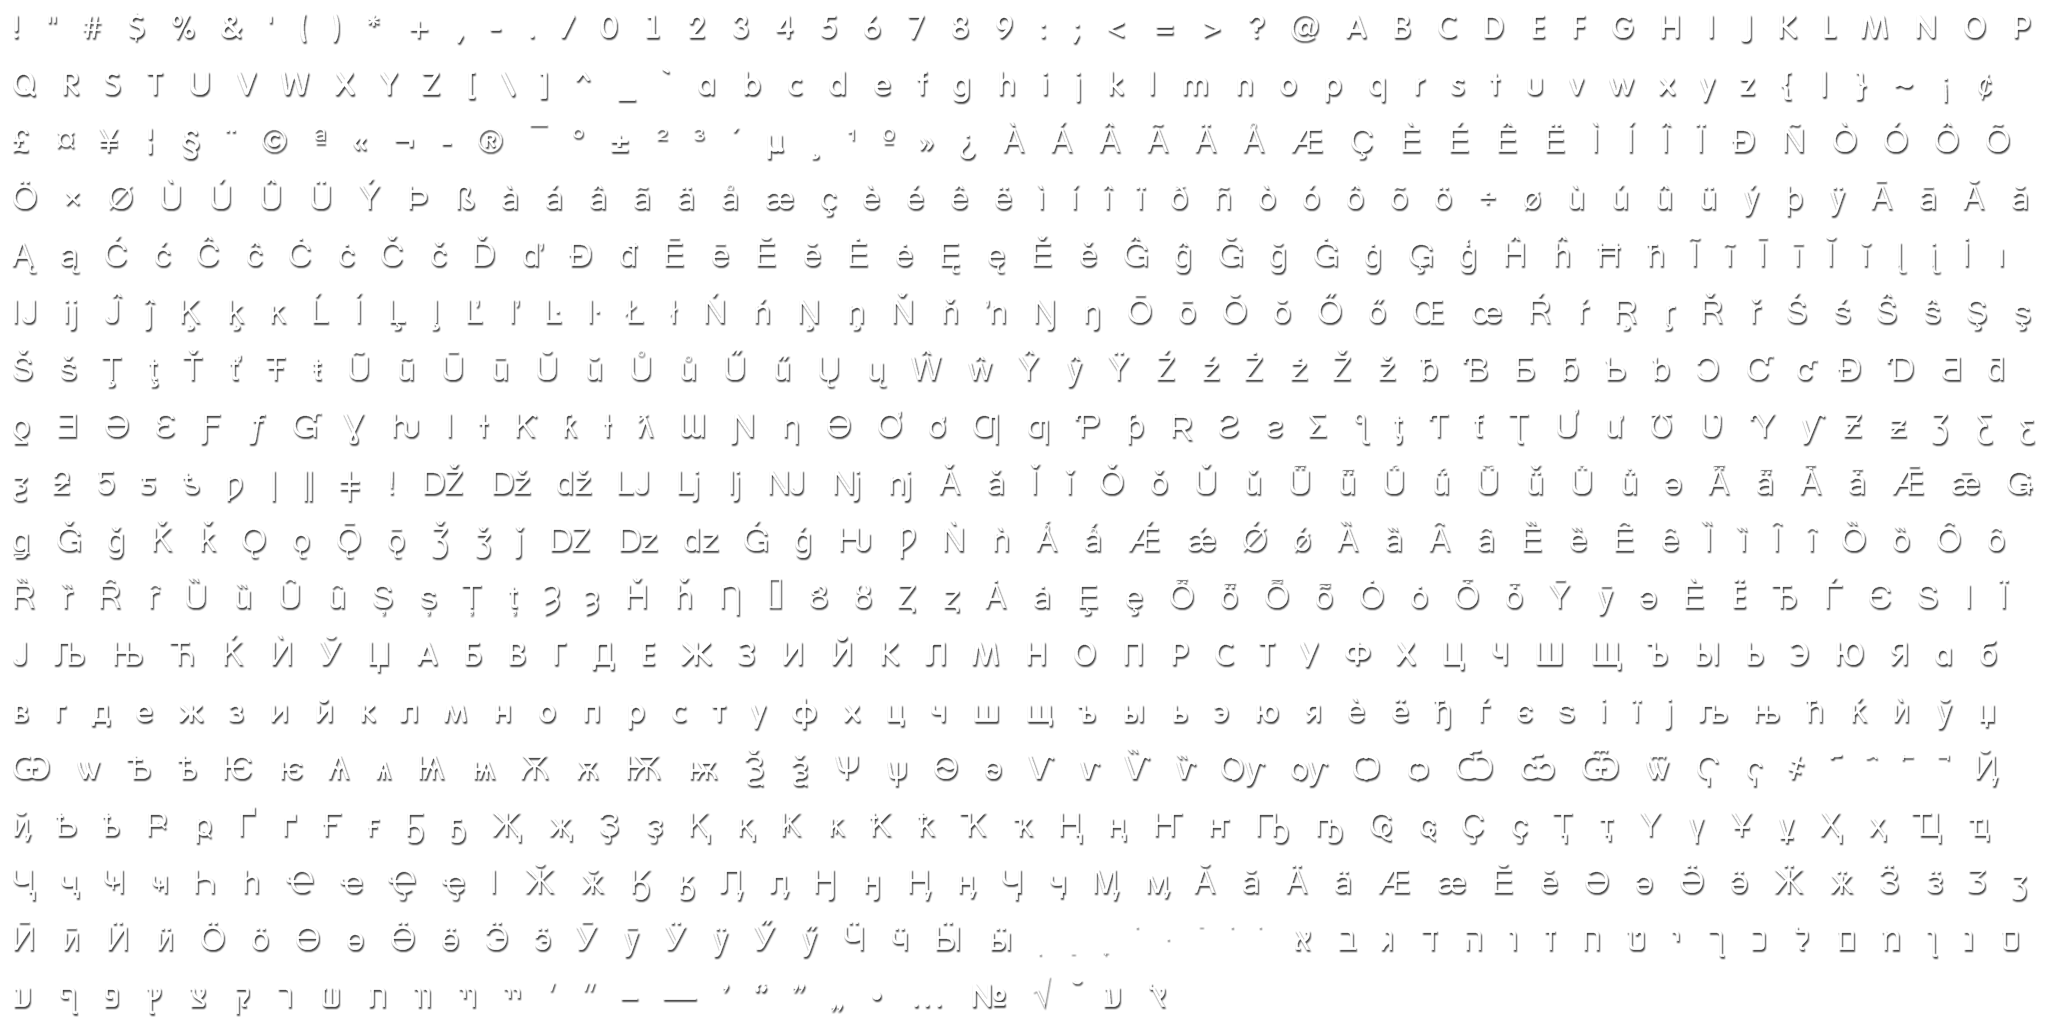 ! " # $ % & ' ( ) * + , - . / 0 1 2 3 4 5 6 7 8 9 : ; < = > ? @ A B C D E F G H I J K L M N O P
Q R S T U V W X Y Z [ \ ] ^ _ ` a b c d e f g h i j k l m n o p q r s t u v w x y z { | } ~ ¡ ¢
£ ¤ ¥ ¦ § ¨ © ª « ¬ - ® ¯ ° ± ² ³ ´ µ ¸ ¹ º » ¿ À Á Â Ã Ä Å Æ Ç È É Ê Ë Ì Í Î Ï Ð Ñ Ò Ó Ô Õ
Ö × Ø Ù Ú Û Ü Ý Þ ß à á â ã ä å æ ç è é ê ë ì í î ï ð ñ ò ó ô õ ö ÷ ø ù ú û ü ý þ ÿ Ā ā Ă ă
Ą ą Ć ć Ĉ ĉ Ċ ċ Č č Ď ď Đ đ Ē ē Ĕ ĕ Ė ė Ę ę Ě ě Ĝ ĝ Ğ ğ Ġ ġ Ģ ģ Ĥ ĥ Ħ ħ Ĩ ĩ Ī ī Ĭ ĭ Į į İ ı
Ĳ ĳ Ĵ ĵ Ķ ķ ĸ Ĺ ĺ Ļ ļ Ľ ľ Ŀ ŀ Ł ł Ń ń Ņ ņ Ň ň ŉ Ŋ ŋ Ō ō Ŏ ŏ Ő ő Œ œ Ŕ ŕ Ŗ ŗ Ř ř Ś ś Ŝ ŝ Ş ş
Š š Ţ ţ Ť ť Ŧ ŧ Ũ ũ Ū ū Ŭ ŭ Ů ů Ű ű Ų ų Ŵ ŵ Ŷ ŷ Ÿ Ź ź Ż ż Ž ž ƀ Ɓ Ƃ ƃ Ƅ ƅ Ɔ Ƈ ƈ Ɖ Ɗ Ƌ ƌ
ƍ Ǝ Ə Ɛ Ƒ ƒ Ɠ Ɣ ƕ Ɩ Ɨ Ƙ ƙ ƚ ƛ Ɯ Ɲ ƞ Ɵ Ơ ơ Ƣ ƣ Ƥ ƥ Ʀ Ƨ ƨ Ʃ ƪ ƫ Ƭ ƭ Ʈ Ư ư Ʊ Ʋ Ƴ ƴ Ƶ ƶ Ʒ Ƹ ƹ
ƺ ƻ Ƽ ƽ ƾ ƿ ǀ ǁ ǂ ǃ Ǆ ǅ ǆ Ǉ ǈ ǉ Ǌ ǋ ǌ Ǎ ǎ Ǐ ǐ Ǒ ǒ Ǔ ǔ Ǖ ǖ Ǘ ǘ Ǚ ǚ Ǜ ǜ ǝ Ǟ ǟ Ǡ ǡ Ǣ ǣ Ǥ
ǥ Ǧ ǧ Ǩ ǩ Ǫ ǫ Ǭ ǭ Ǯ ǯ ǰ Ǳ ǲ ǳ Ǵ ǵ Ƕ Ƿ Ǹ ǹ Ǻ ǻ Ǽ ǽ Ǿ ǿ Ȁ ȁ Ȃ ȃ Ȅ ȅ Ȇ ȇ Ȉ ȉ Ȋ ȋ Ȍ ȍ Ȏ ȏ
Ȑ ȑ Ȓ ȓ Ȕ ȕ Ȗ ȗ Ș ș Ț ț Ȝ ȝ Ȟ ȟ Ƞ Ȣ ȣ Ȥ ȥ Ȧ ȧ Ȩ ȩ Ȫ ȫ Ȭ ȭ Ȯ ȯ Ȱ ȱ Ȳ ȳ ə Ѐ Ё Ђ Ѓ Є Ѕ І Ї
Ј Љ Њ Ћ Ќ Ѝ Ў Џ А Б В Г Д Е Ж З И Й К Л М Н О П Р С Т У Ф Х Ц Ч Ш Щ Ъ Ы Ь Э Ю Я а б
в г д е ж з и й к л м н о п р с т у ф х ц ч ш щ ъ ы ь э ю я ѐ ё ђ ѓ є ѕ і ї ј љ њ ћ ќ ѝ ў џ
Ѡ ѡ Ѣ ѣ Ѥ ѥ Ѧ ѧ Ѩ ѩ Ѫ ѫ Ѭ ѭ Ѯ ѯ Ѱ ѱ Ѳ ѳ Ѵ ѵ Ѷ ѷ Ѹ ѹ Ѻ ѻ Ѽ ѽ Ѿ ѿ Ҁ ҁ ҂ ҃ ҄ ҅ ҆ Ҋ
ҋ Ҍ ҍ Ҏ ҏ Ґ ґ Ғ ғ Ҕ ҕ Җ җ Ҙ ҙ Қ қ Ҝ ҝ Ҟ ҟ Ҡ ҡ Ң ң Ҥ ҥ Ҧ ҧ Ҩ ҩ Ҫ ҫ Ҭ ҭ Ү ү Ұ ұ Ҳ ҳ Ҵ ҵ
Ҷ ҷ Ҹ ҹ Һ һ Ҽ ҽ Ҿ ҿ Ӏ Ӂ ӂ Ӄ ӄ Ӆ ӆ Ӈ ӈ Ӊ ӊ Ӌ ӌ Ӎ ӎ Ӑ ӑ Ӓ ӓ Ӕ ӕ Ӗ ӗ Ә ә Ӛ ӛ Ӝ ӝ Ӟ ӟ Ӡ ӡ
Ӣ ӣ Ӥ ӥ Ӧ ӧ Ө ө Ӫ ӫ Ӭ ӭ Ӯ ӯ Ӱ ӱ Ӳ ӳ Ӵ ӵ Ӹ ӹ א ב ג ד ה ו ז ח ט י ך כ ל ם מ ן נ ס
ע ף פ ץ צ ק ר ש ת װ ױ ײ ׳ ״ – — ’ “ ” „ • … № √ ˘ ﬠ